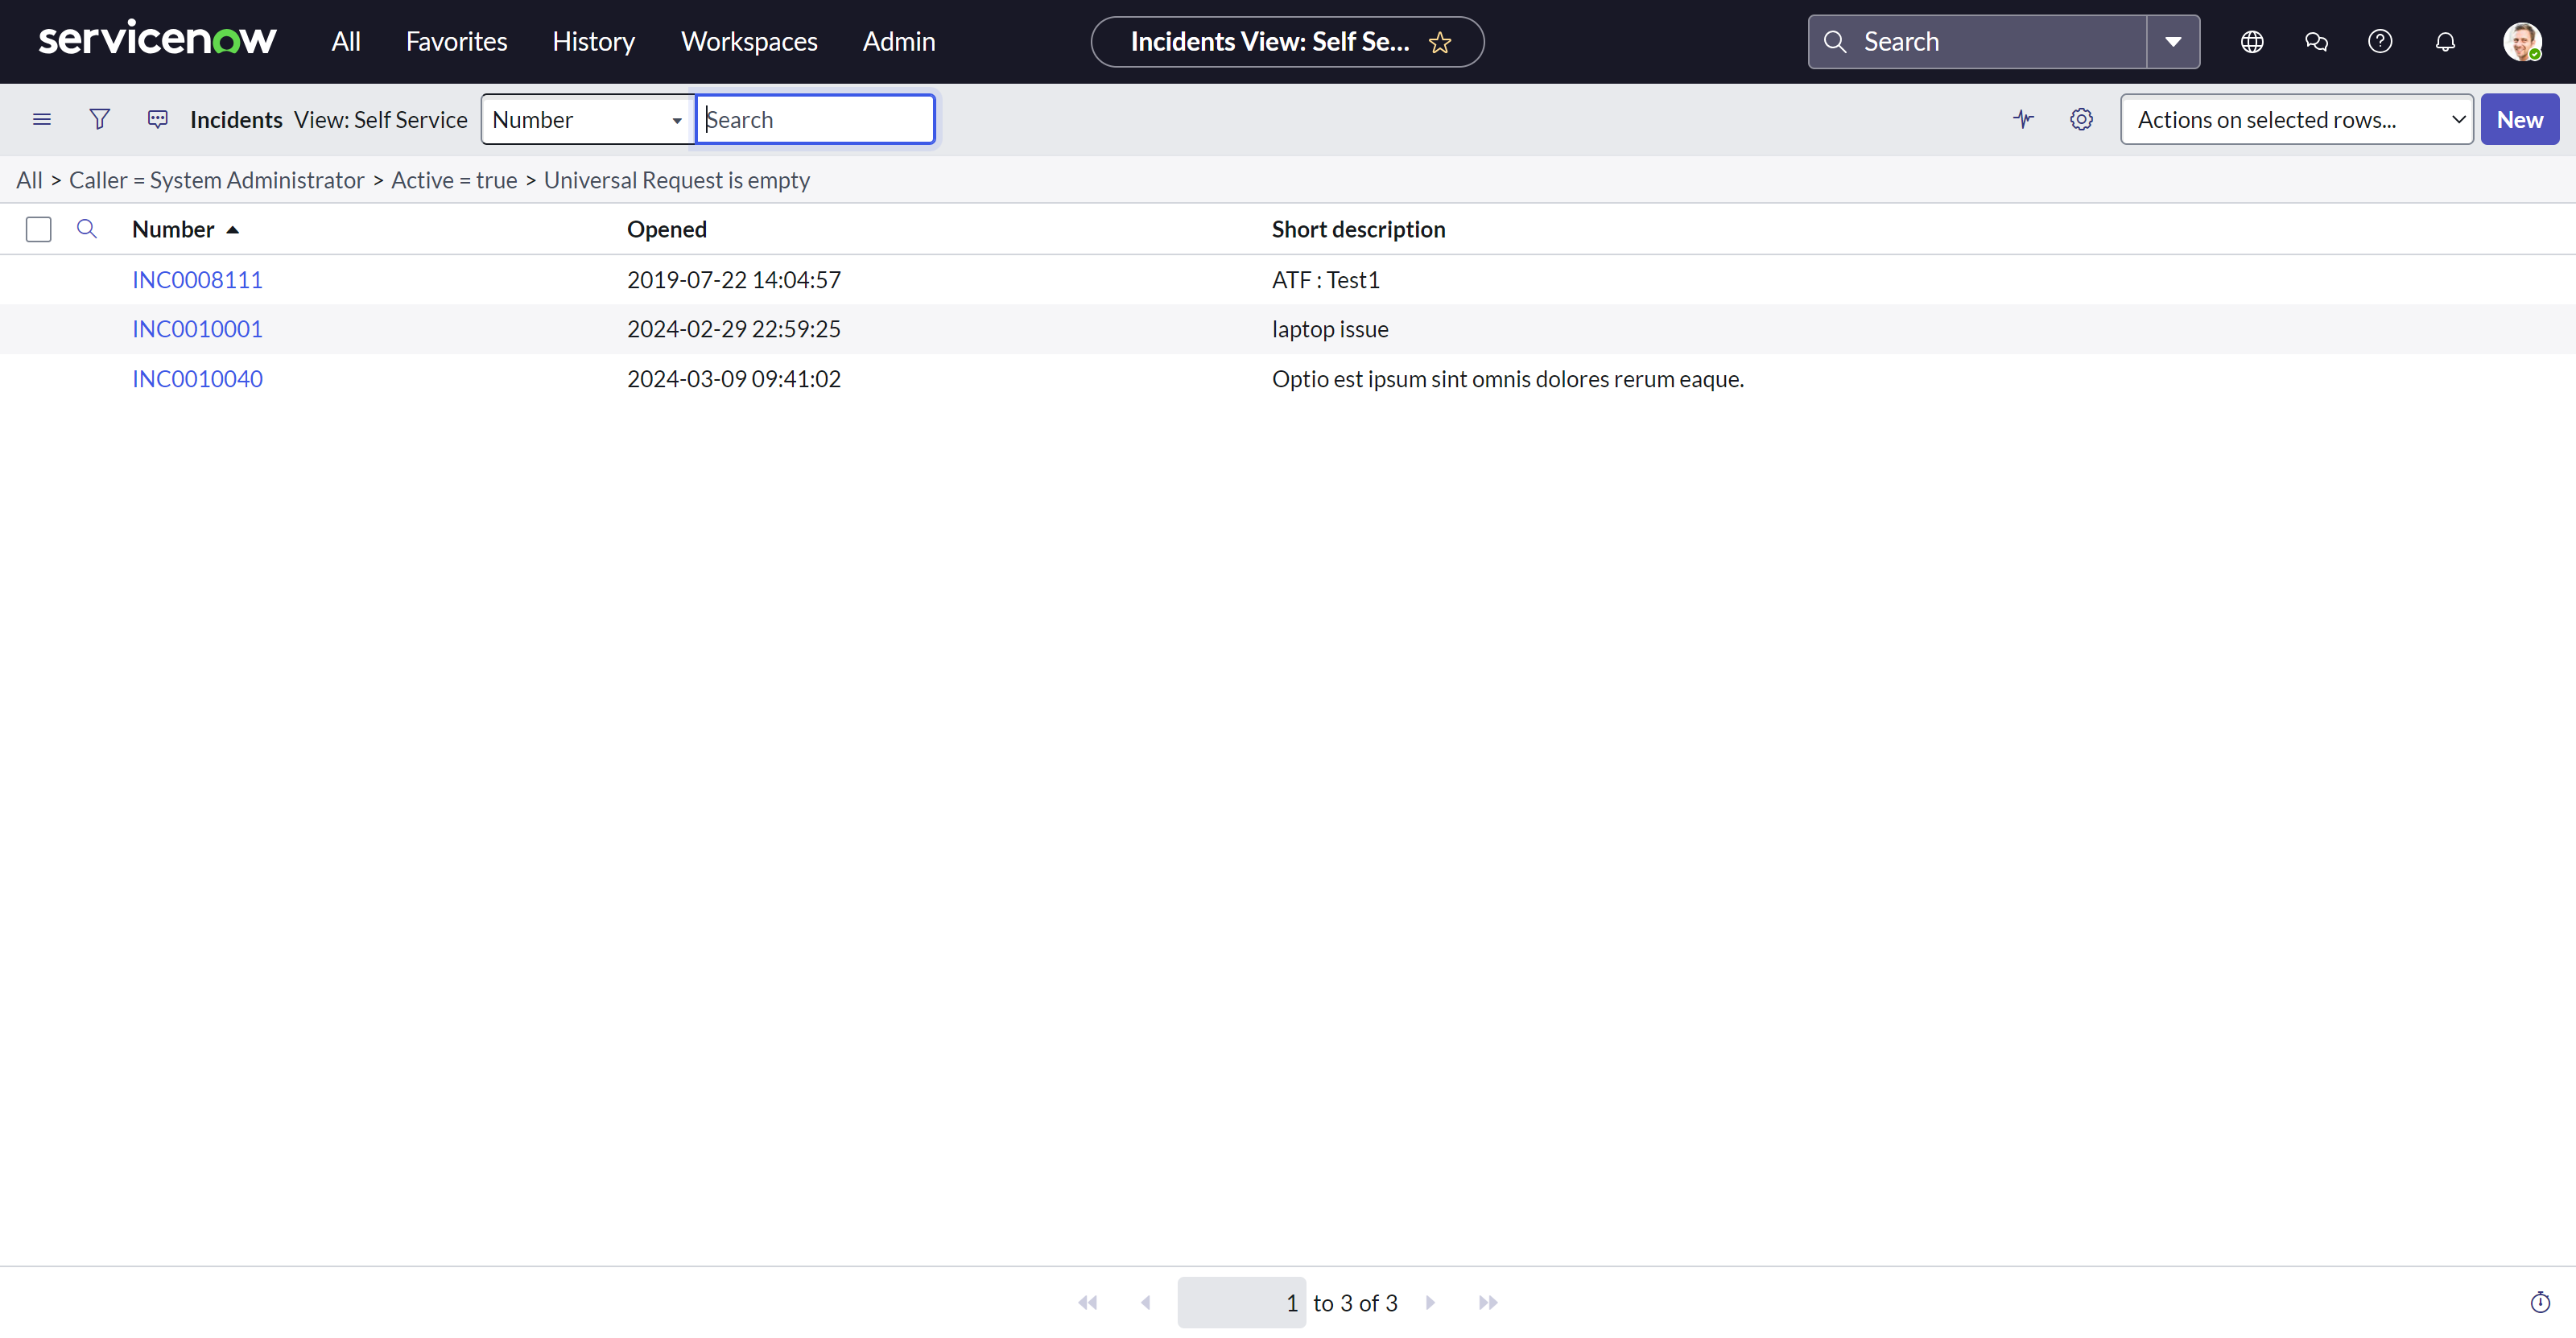 servicenow All Favorites History Workspaces Admin Incidents View: Self Se... Search
Incidents View: Self Service Number Search Actions on selected rows... New
All > Caller = System Administrator > Active = true > Universal Request is empty
Number Opened Short description
INC0008111 2019-07-22 14:04:57 ATF : Test1
INC0010001 2024-02-29 22:59:25 laptop issue
INC0010040 2024-03-09 09:41:02 Optio est ipsum sint omnis dolores rerum eaque.
1 to 3 of 3